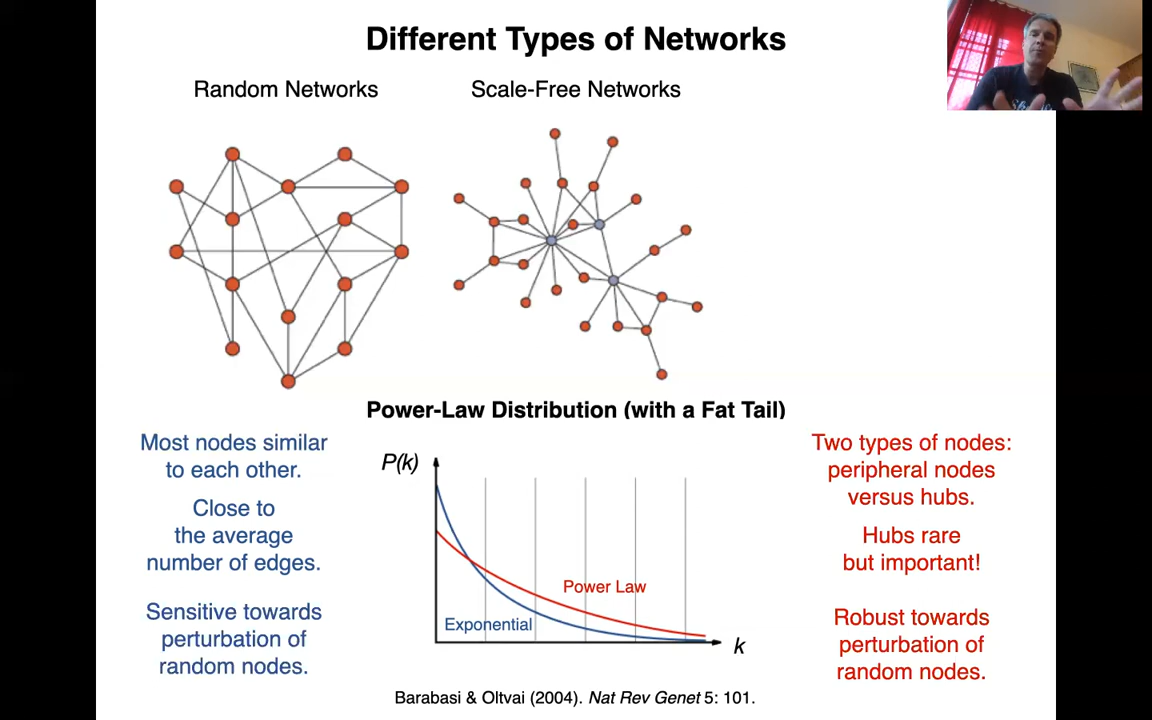 Different Types of Networks
Random Networks
Scale-Free Networks
Power-Law Distribution (with a Fat Tail)
Most nodes similar
to each other.
Close to
the average
number of edges.
Sensitive towards
perturbation of
random nodes.
P(k)
Power Law
Exponential
k
Two types of nodes:
peripheral nodes
versus hubs.
Hubs rare
but important!
Robust towards
perturbation of
random nodes.
Barabasi & Oltvai (2004). Nat Rev Genet 5: 101.